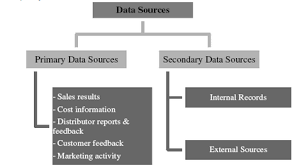 Data Sources
Primary Data Sources
Secondary Data Sources
- Sales results
- Cost information
- Distributor reports &
feedback
- Customer feedback
- Marketing activity
Internal Records
External Sources